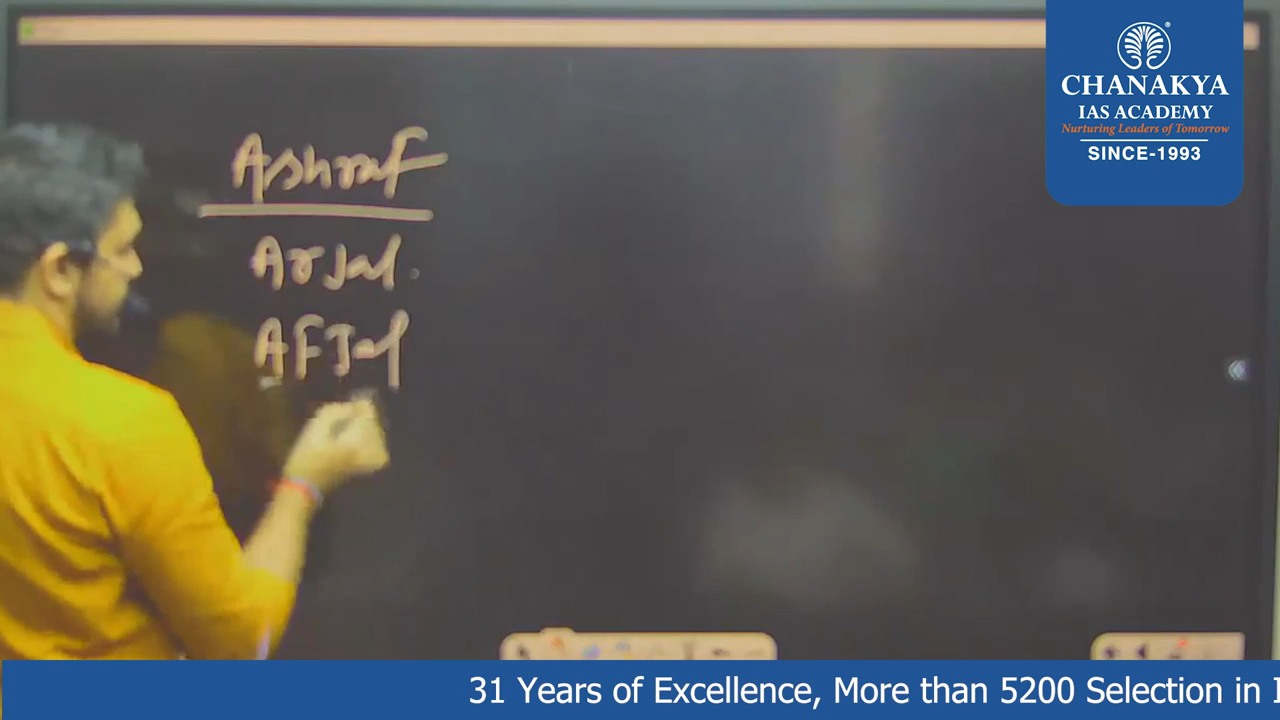 CHANAKYA
IAS ACADEMY
Nurturing Leaders of Tomorrow
SINCE-1993
Ashraf
Arjal.
AFJal
31 Years of Excellence, More than 5200 Selection in I